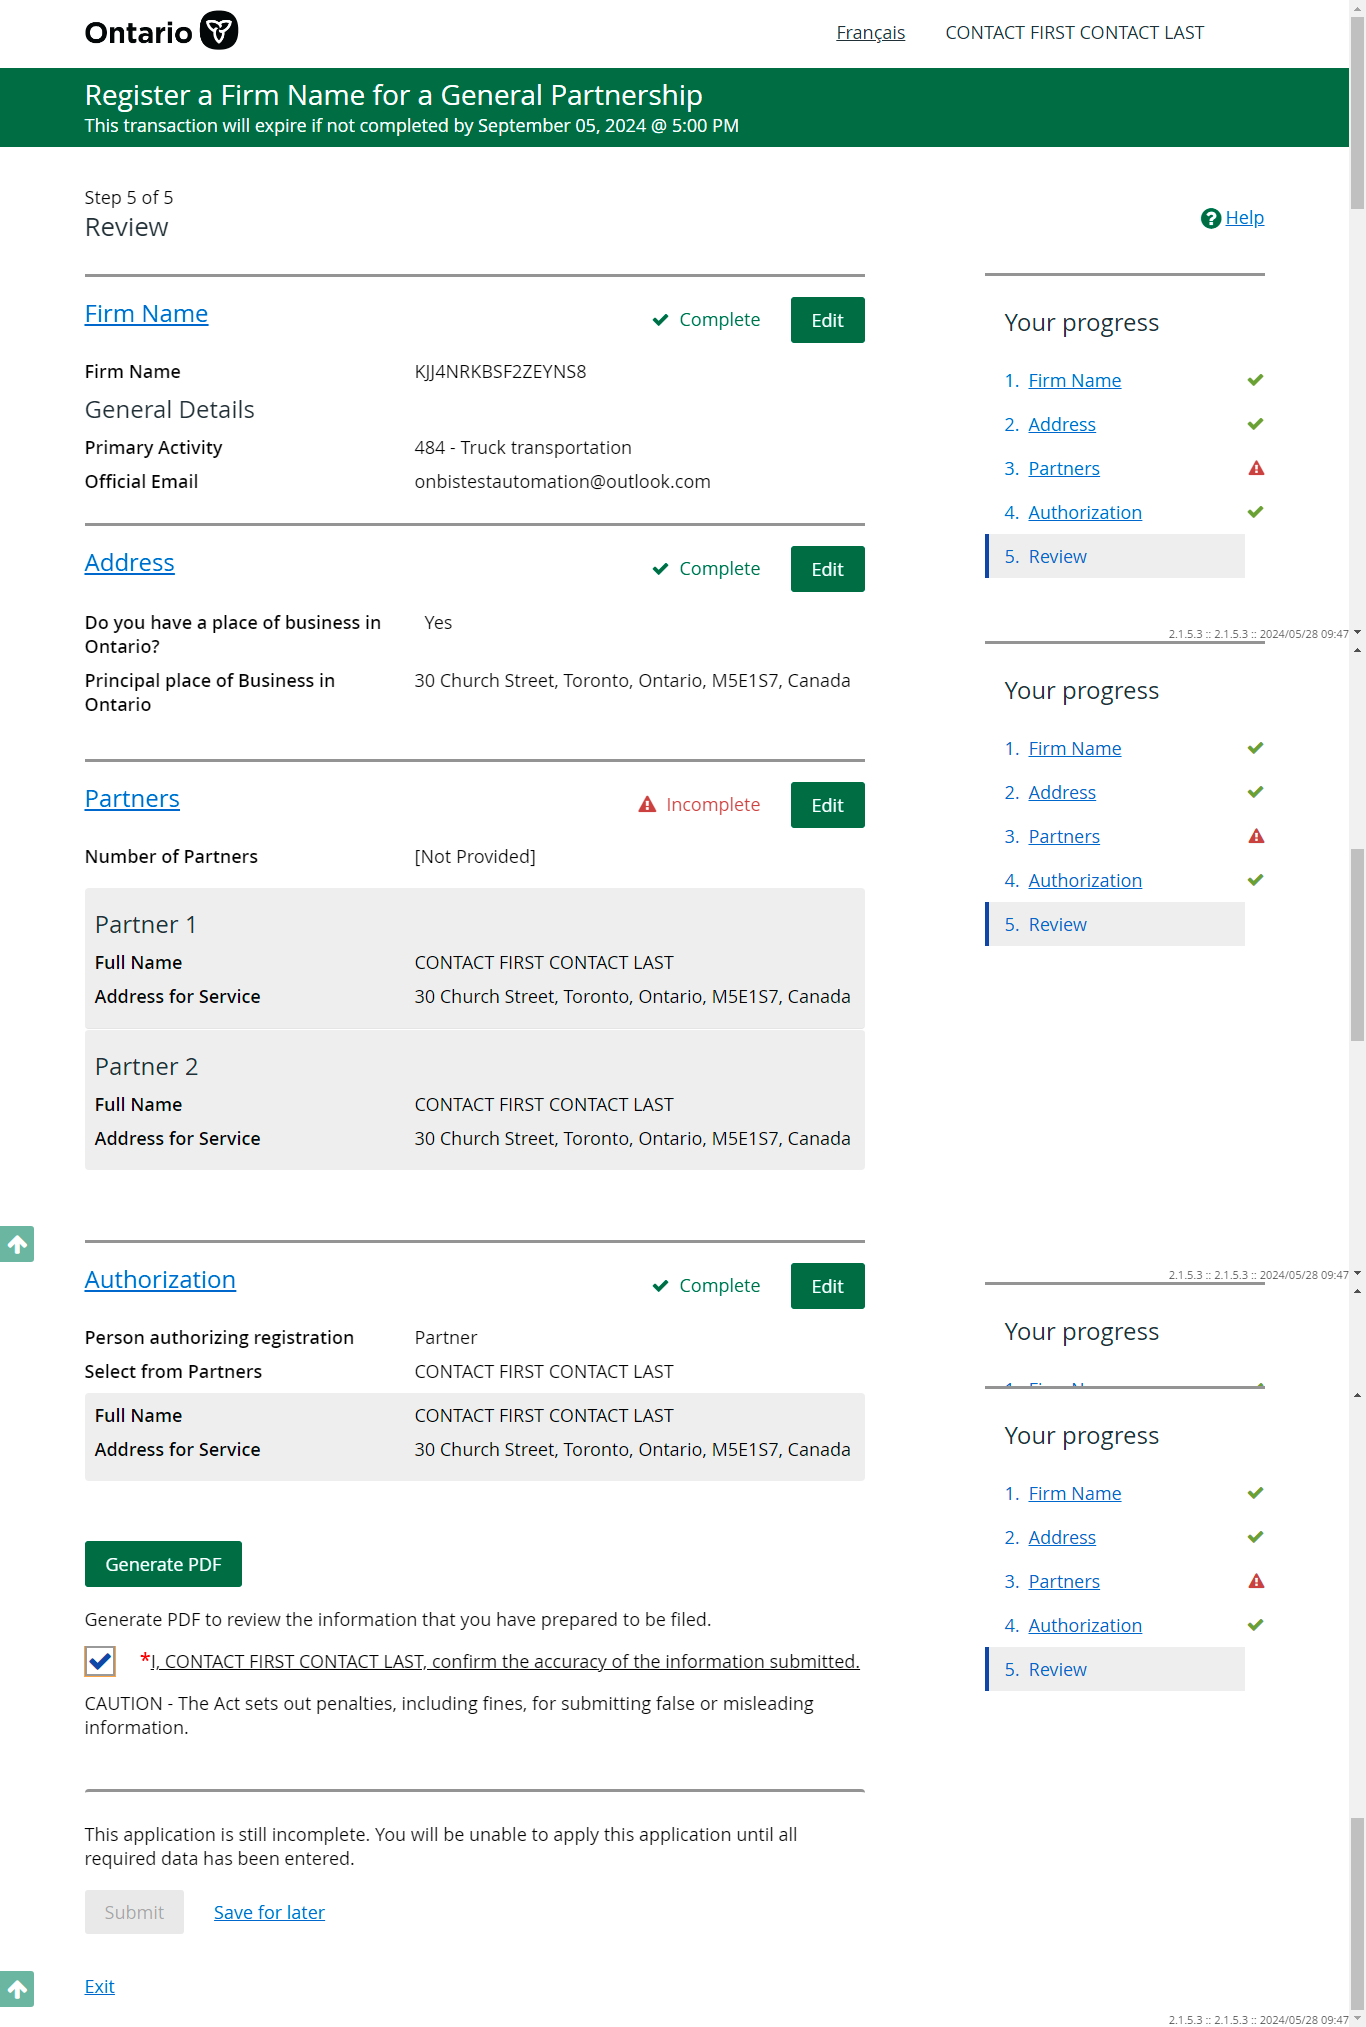 Ontario
Français
CONTACT FIRST CONTACT LAST
Register a Firm Name for a General Partnership
This transaction will expire if not completed by September 05, 2024 @ 5:00 PM
Step 5 of 5
Review
Help
Firm Name
Complete
Edit
Firm Name KJJ4NRKBSF2ZEYNS8
General Details
Primary Activity 484 - Truck transportation
Official Email onbistestautomation@outlook.com
Your progress
1. Firm Name
2. Address
3. Partners
4. Authorization
5. Review
2.1.5.3 :: 2.1.5.3 :: 2024/05/28 09:47
Address
Complete
Edit
Do you have a place of business in Yes
Ontario?
Principal place of Business in 30 Church Street, Toronto, Ontario, M5E1S7, Canada
Ontario
Your progress
1. Firm Name
2. Address
3. Partners
4. Authorization
5. Review
Partners
Incomplete
Edit
Number of Partners [Not Provided]
Partner 1
Full Name CONTACT FIRST CONTACT LAST
Address for Service 30 Church Street, Toronto, Ontario, M5E1S7, Canada
Partner 2
Full Name CONTACT FIRST CONTACT LAST
Address for Service 30 Church Street, Toronto, Ontario, M5E1S7, Canada
2.1.5.3 :: 2.1.5.3 :: 2024/05/28 09:47
Authorization
Complete
Edit
Person authorizing registration Partner
Select from Partners CONTACT FIRST CONTACT LAST
Full Name CONTACT FIRST CONTACT LAST
Address for Service 30 Church Street, Toronto, Ontario, M5E1S7, Canada
Your progress
Your progress
1. Firm Name
2. Address
3. Partners
4. Authorization
5. Review
Generate PDF
Generate PDF to review the information that you have prepared to be filed.
*I, CONTACT FIRST CONTACT LAST, confirm the accuracy of the information submitted.
CAUTION - The Act sets out penalties, including fines, for submitting false or misleading
information.
This application is still incomplete. You will be unable to apply this application until all
required data has been entered.
Submit
Save for later
Exit
2.1.5.3 :: 2.1.5.3 :: 2024/05/28 09:47